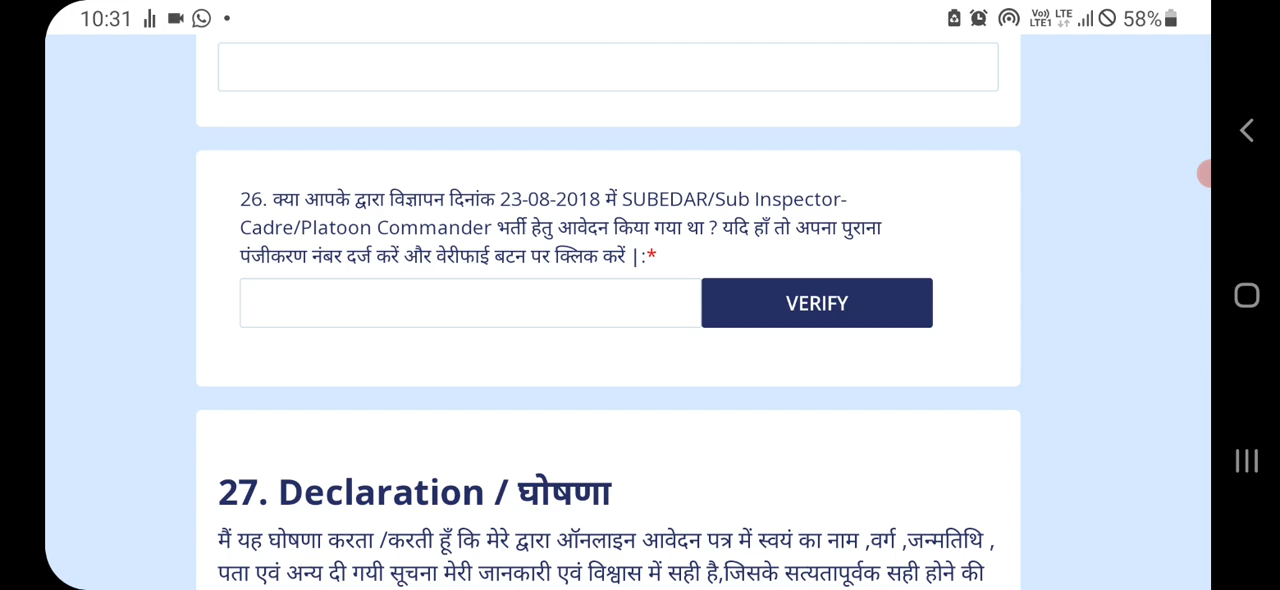 10:31
Vo)) LTE
LTE1
58%
26. क्या आपके द्वारा विज्ञापन दिनांक 23-08-2018 में SUBEDAR/Sub Inspector-
Cadre/Platoon Commander भर्ती हेतु आवेदन किया गया था ? यदि हाँ तो अपना पुराना
पंजीकरण नंबर दर्ज करें और वेरीफाई बटन पर क्लिक करें |:*
VERIFY
27. Declaration / घोषणा
मैं यह घोषणा करता /करती हूँ कि मेरे द्वारा ऑनलाइन आवेदन पत्र में स्वयं का नाम ,वर्ग ,जन्मतिथि ,
पता एवं अन्य दी गयी सूचना मेरी जानकारी एवं विश्वास में सही है,जिसके सत्यतापूर्वक सही होने की